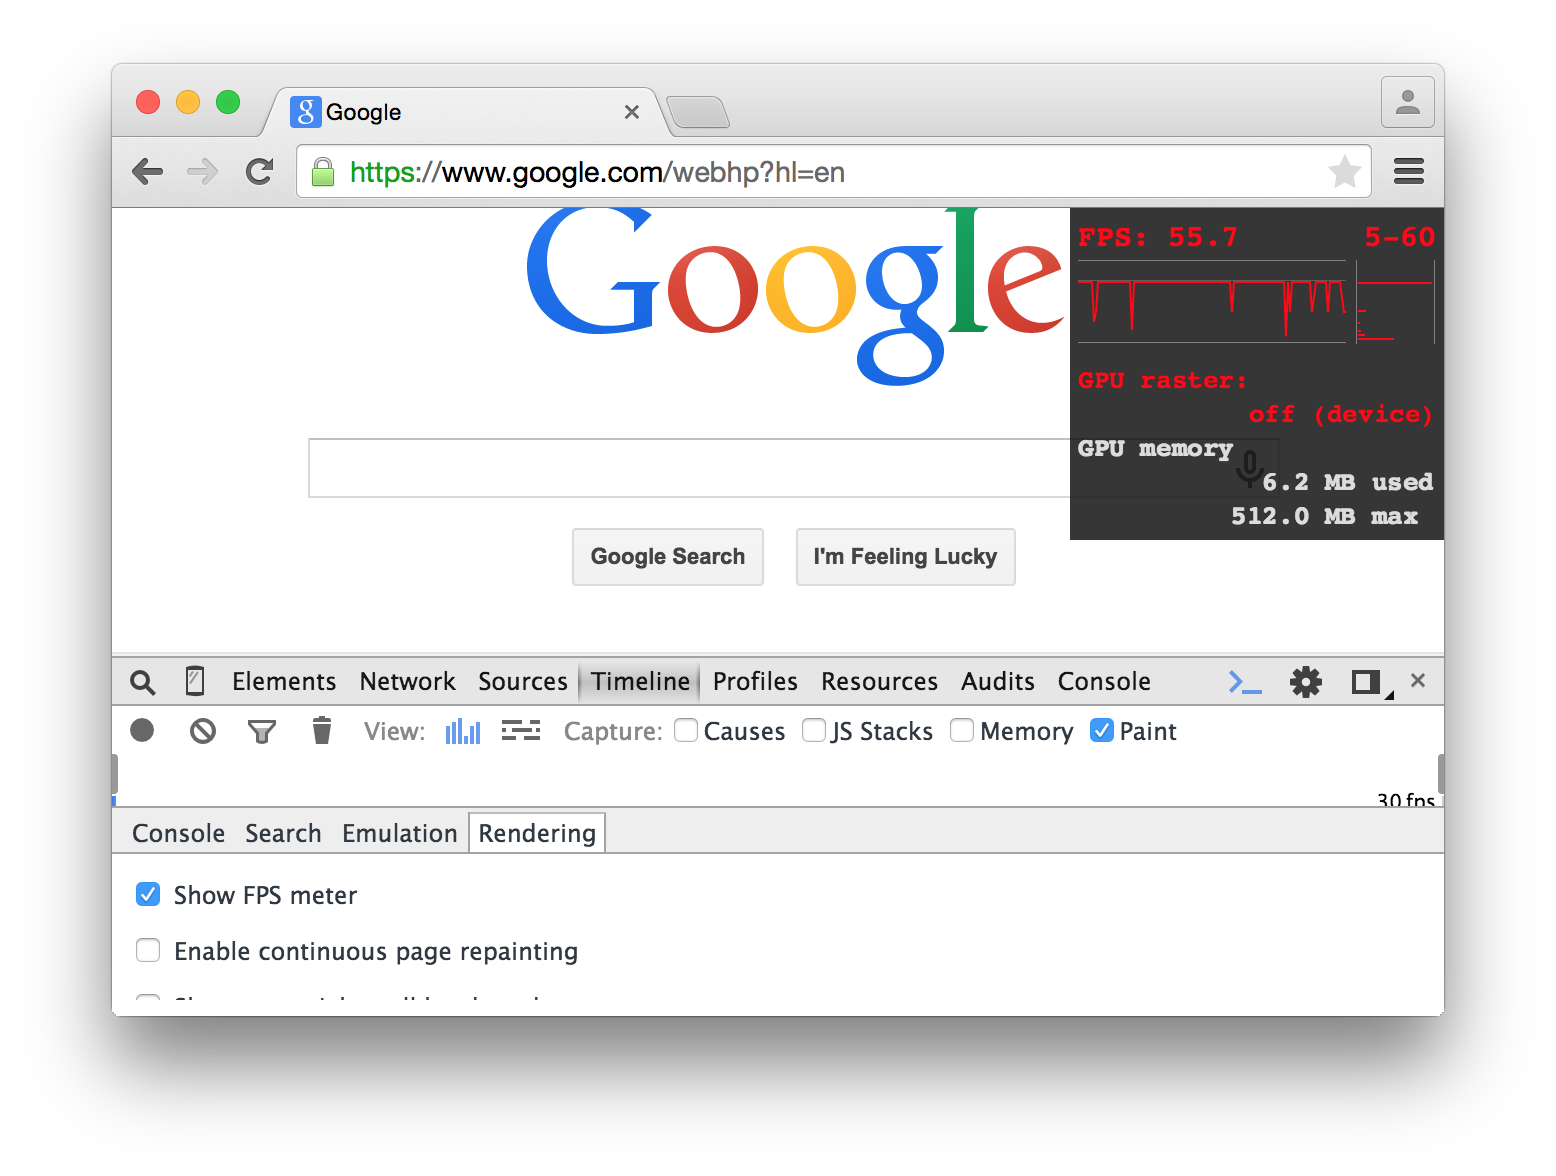 g Google
https://www.google.com/webhp?hl=en
Google
FPS: 55.7 5-60
GPU raster:
off (device)
GPU memory
6.2 MB used
512.0 MB max
Google Search I'm Feeling Lucky
Elements Network Sources Timeline Profiles Resources Audits Console
View: Capture: Causes JS Stacks Memory Paint
30 fps
Console Search Emulation Rendering
Show FPS meter
Enable continuous page repainting